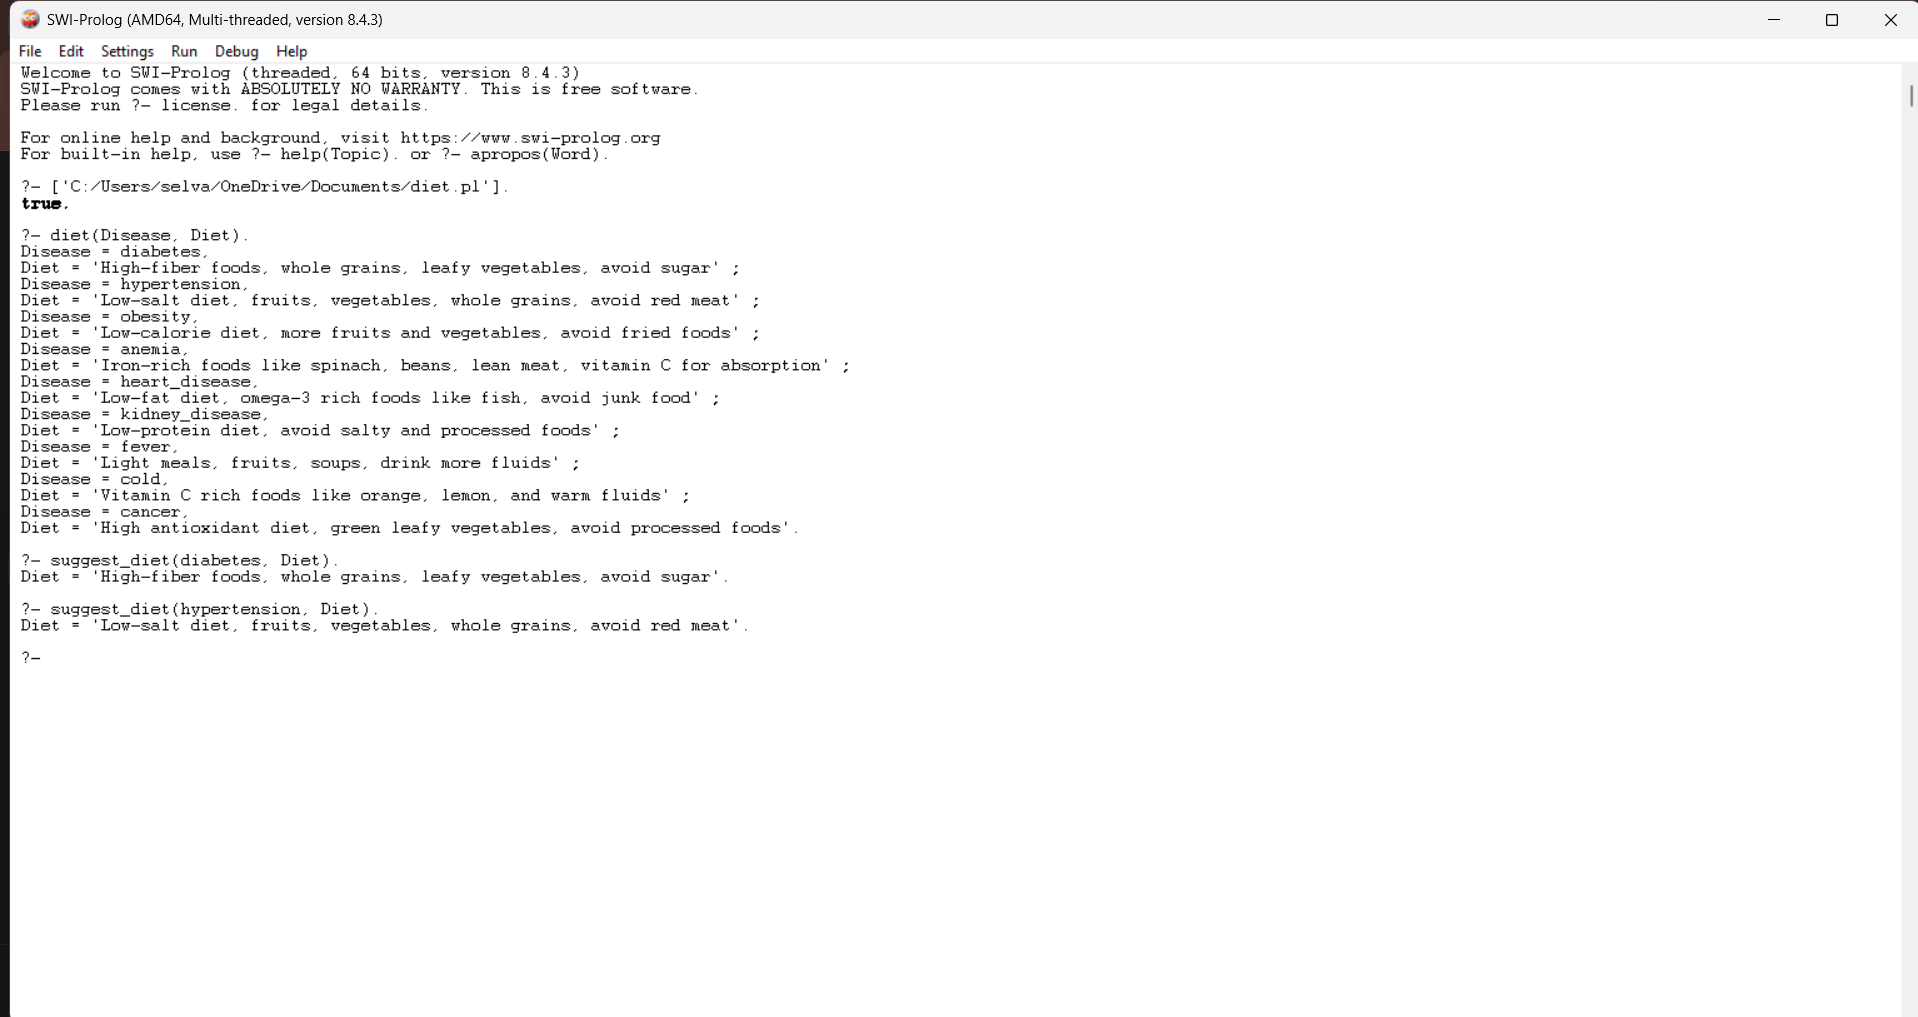 SWI-Prolog (AMD64, Multi-threaded, version 8.4.3)
File Edit Settings Run Debug Help
Welcome to SWI-Prolog (threaded, 64 bits, version 8.4.3)
SWI-Prolog comes with ABSOLUTELY NO WARRANTY. This is free software.
Please run ?- license. for legal details.

For online help and background, visit https://www.swi-prolog.org
For built-in help, use ?- help(Topic). or ?- apropos(Word).

?- ['C:/Users/selva/OneDrive/Documents/diet.pl'].
true.

?- diet(Disease, Diet).
Disease = diabetes,
Diet = 'High-fiber foods, whole grains, leafy vegetables, avoid sugar' ;
Disease = hypertension,
Diet = 'Low-salt diet, fruits, vegetables, whole grains, avoid red meat' ;
Disease = obesity,
Diet = 'Low-calorie diet, more fruits and vegetables, avoid fried foods' ;
Disease = anemia,
Diet = 'Iron-rich foods like spinach, beans, lean meat, vitamin C for absorption' ;
Disease = heart_disease,
Diet = 'Low-fat diet, omega-3 rich foods like fish, avoid junk food' ;
Disease = kidney_disease,
Diet = 'Low-protein diet, avoid salty and processed foods' ;
Disease = fever,
Diet = 'Light meals, fruits, soups, drink more fluids' ;
Disease = cold,
Diet = 'Vitamin C rich foods like orange, lemon, and warm fluids' ;
Disease = cancer,
Diet = 'High antioxidant diet, green leafy vegetables, avoid processed foods'.

?- suggest_diet(diabetes, Diet).
Diet = 'High-fiber foods, whole grains, leafy vegetables, avoid sugar'.

?- suggest_diet(hypertension, Diet).
Diet = 'Low-salt diet, fruits, vegetables, whole grains, avoid red meat'.

?-